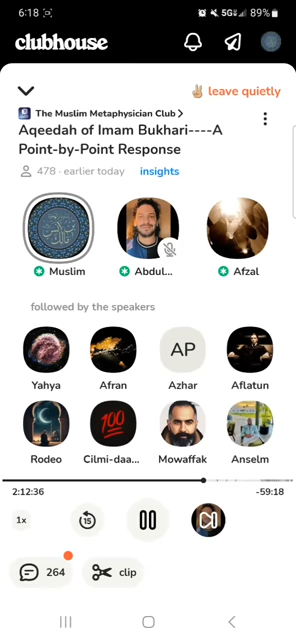 6:18
5G
89%
clubhouse
leave quietly
The Muslim Metaphysician Club >
Aqeedah of Imam Bukhari----A
Point-by-Point Response
478 · earlier today insights
Muslim Abdul... Afzal
followed by the speakers
AP
Yahya Afran Azhar Aflatun
100
Rodeo Cilmi-daa... Mowaffak Anselm
2:12:36 -59:18
1x 15
264 clip